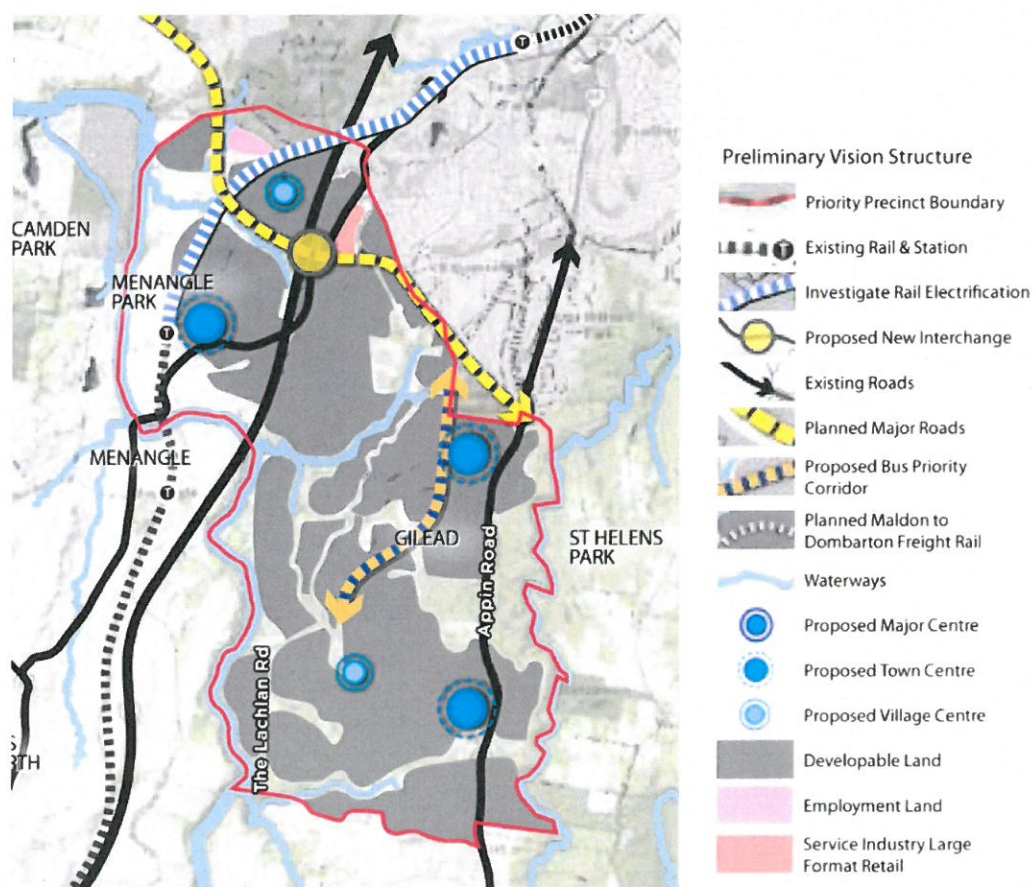 CAMDEN
PARK
MENANGLE
PARK
MENANGLE
GILEAD
ST HELENS
PARK
Appin Road
The Lachlan Rd
RTH
T
T
T
Preliminary Vision Structure
Priority Precinct Boundary
T
Existing Rail & Station
Investigate Rail Electrification
Proposed New Interchange
Existing Roads
Planned Major Roads
Proposed Bus Priority
Corridor
Planned Maldon to
Dombarton Freight Rail
Waterways
Proposed Major Centre
Proposed Town Centre
Proposed Village Centre
Developable Land
Employment Land
Service Industry Large
Format Retail